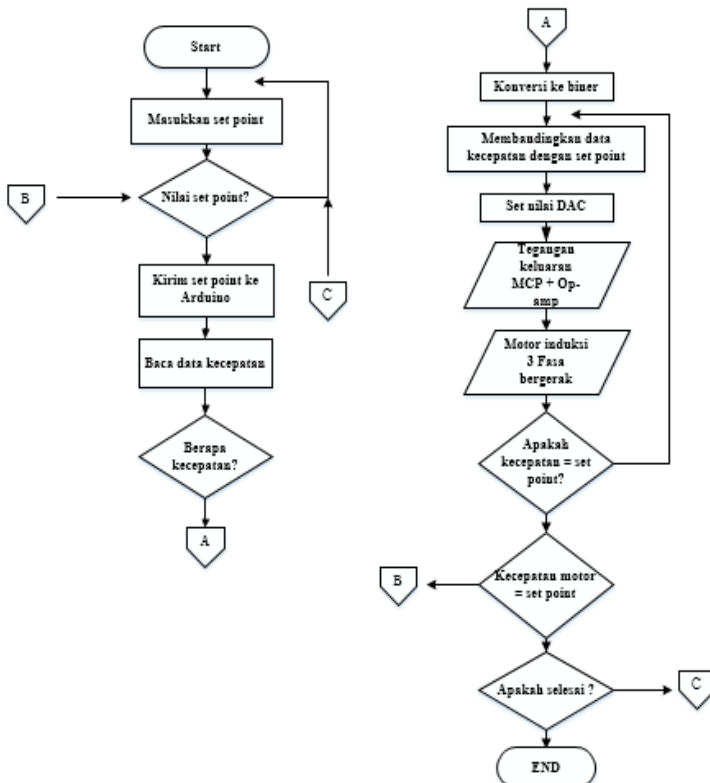 Start
Masukkan set point
Nilai set point?
B
Kirim set point ke
Arduino
C
Baca data kecepatan
Berapa
kecepatan?
A
A
Konversi ke biner
Membandingkan data
kecepatan dengan set point
Set nilai DAC
Tegangan
keluaran
MCP + Op-
amp
Motor induksi
3 Fasa
bergerak
Apakah
kecepatan = set
point?
Kecepatan motor
= set point
B
Apakah selesai ?
C
END